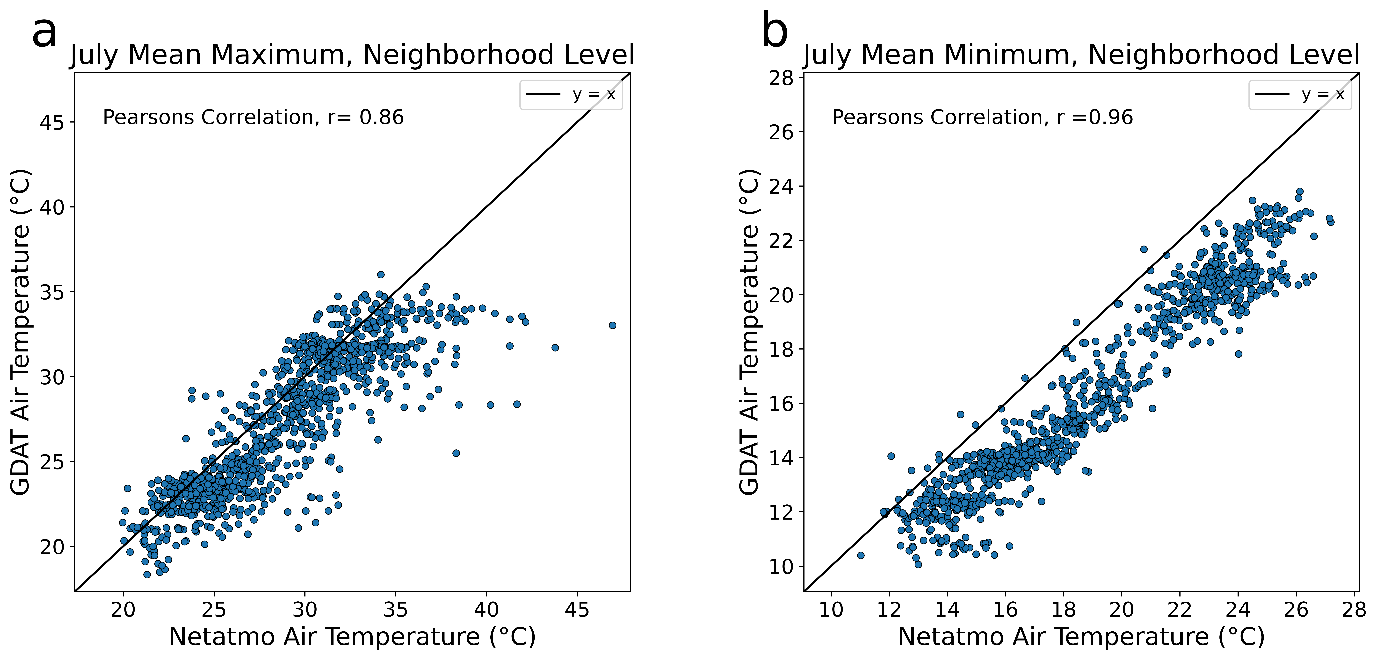 a
July Mean Maximum, Neighborhood Level
y = x
Pearsons Correlation, r= 0.86
45
40
35
30
25
20
GDAT Air Temperature (°C)
20 25 30 35 40 45
Netatmo Air Temperature (°C)
b
July Mean Minimum, Neighborhood Level
y = x
Pearsons Correlation, r =0.96
28
26
24
22
20
18
16
14
12
10
GDAT Air Temperature (°C)
10 12 14 16 18 20 22 24 26 28
Netatmo Air Temperature (°C)